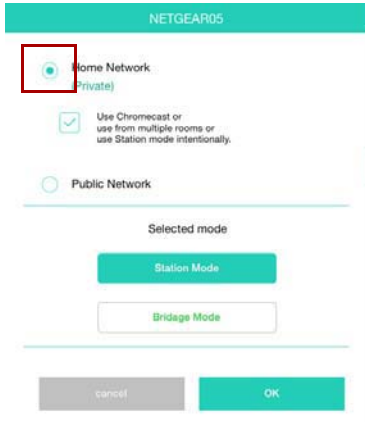 NETGEAR05
Home Network
(Private)
Use Chromecast or
use from multiple rooms or
use Station mode intentionally.
Public Network
Selected mode
Station Mode
Bridage Mode
cancel
OK